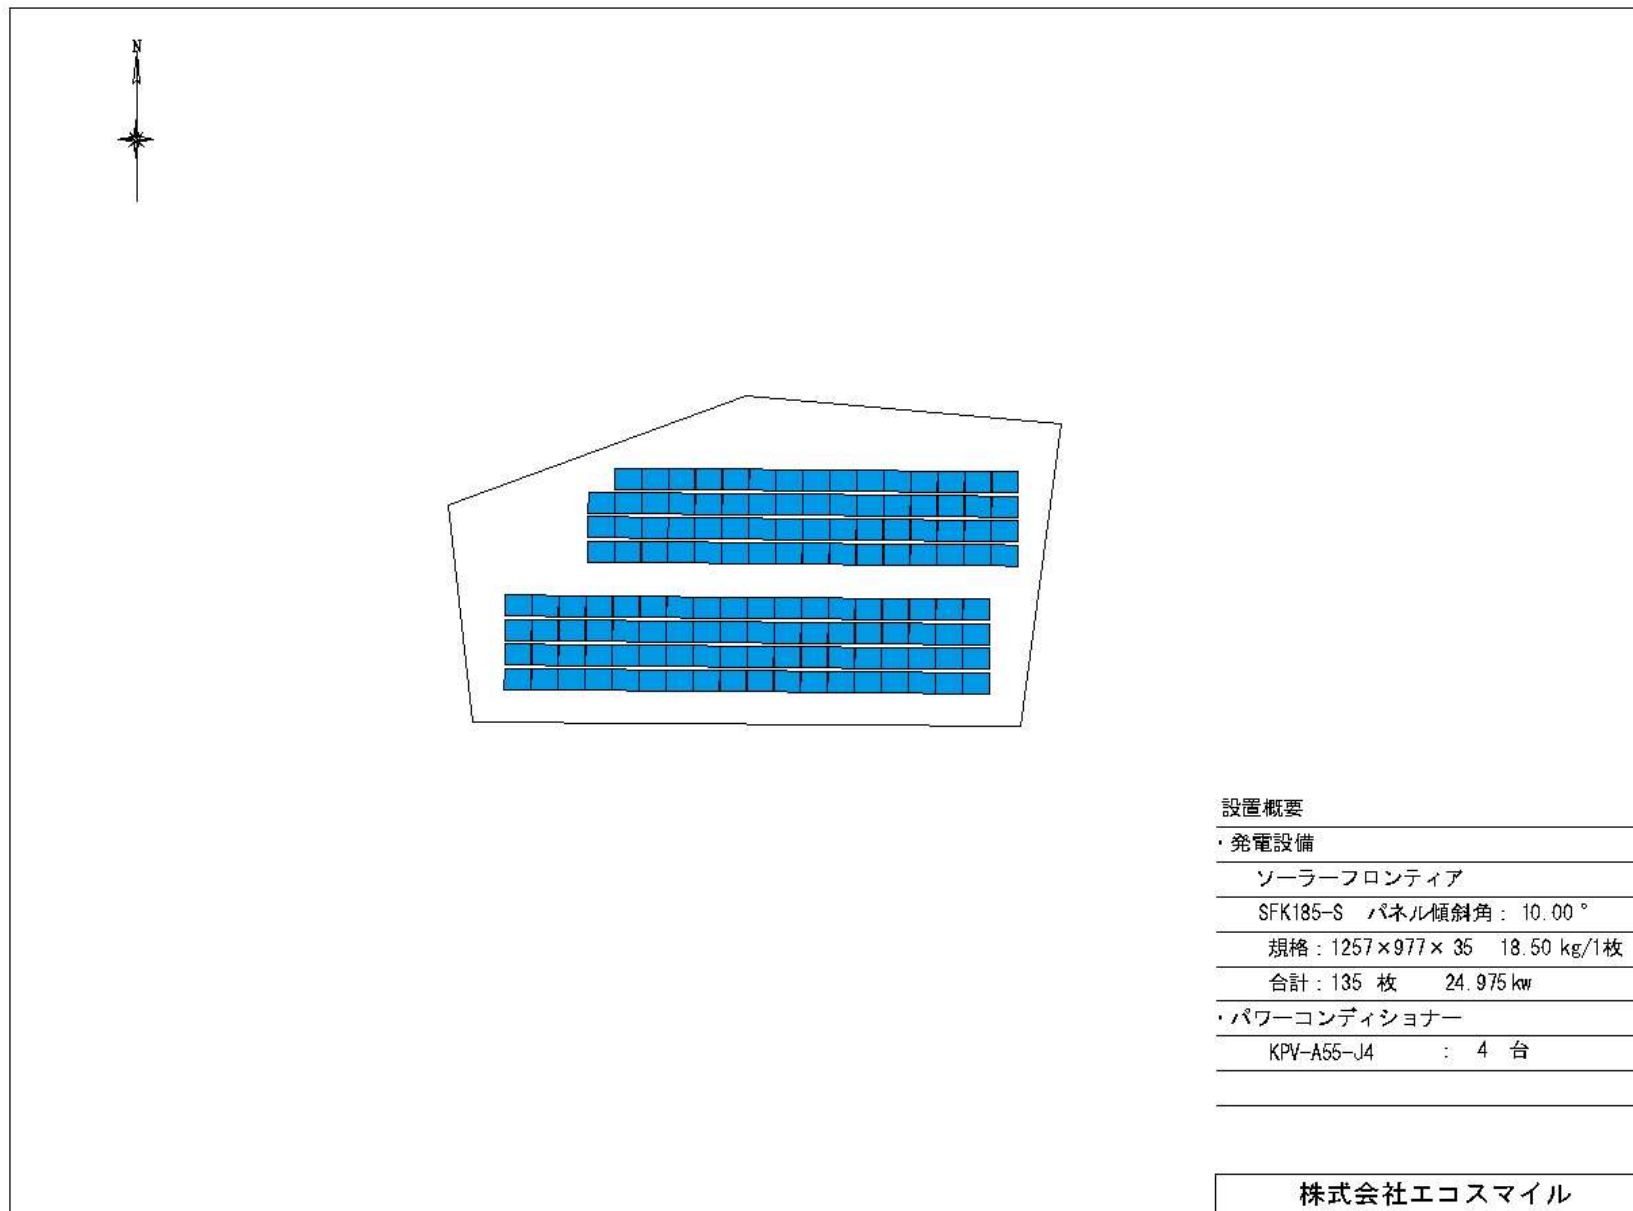 N
設置概要
・発電設備
ソーラーフロンティア
SFK185-S パネル傾斜角: 10.00°
規格:1257×977× 35 18.50 kg/1枚
合計:135 枚 24.975kw
・パワーコンディショナー
KPV-A55-J4 : 4 台
株式会社エコスマイル